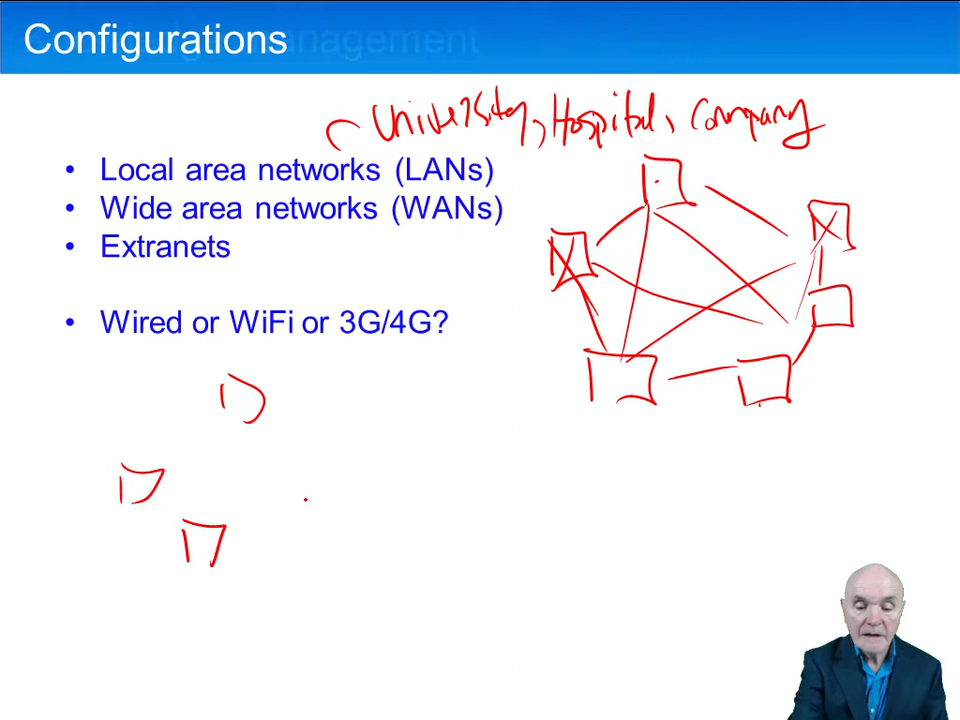 Configurations
University, Hospital, Company
• Local area networks (LANs)
• Wide area networks (WANs)
• Extranets
• Wired or WiFi or 3G/4G?